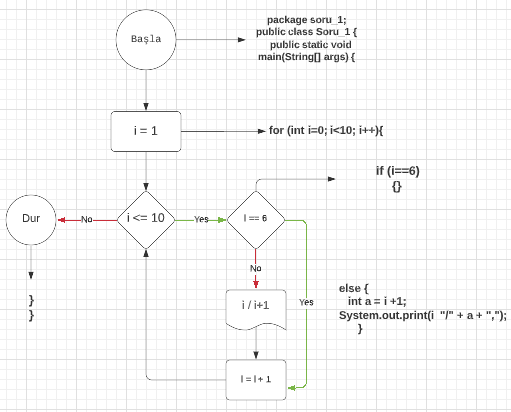 Başla
package soru_1;
public class Soru_1 {
public static void
main(String[] args) {
i = 1
for (int i=0; i<10; i++){
if (i==6)
{}
Dur
No
i <= 10
Yes
I == 6
No
Yes
}
}
i / i+1
else {
int a = i +1;
System.out.print(i "/" + a + ",");
}
I = I + 1